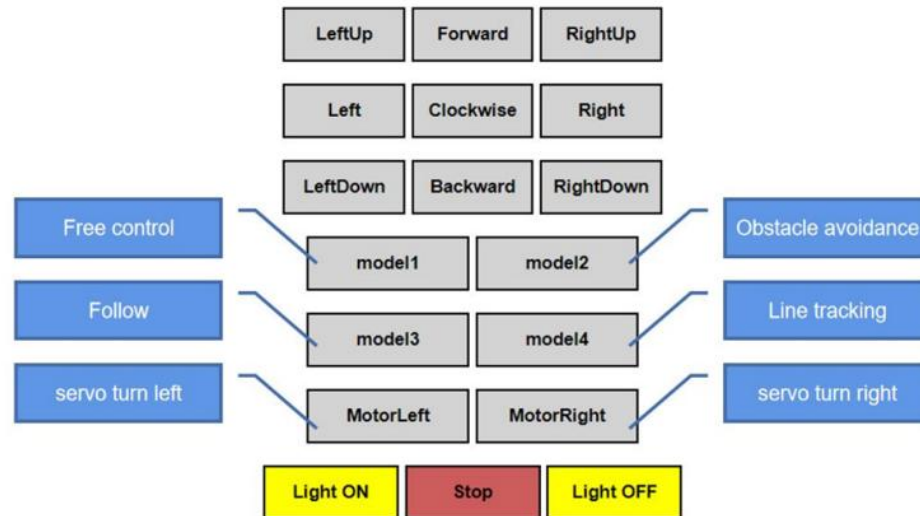 LeftUp Forward RightUp
Left Clockwise Right
LeftDown Backward RightDown
Free control
Obstacle avoidance
model1 model2
Follow
Line tracking
model3 model4
servo turn left
servo turn right
MotorLeft MotorRight
Light ON Stop Light OFF